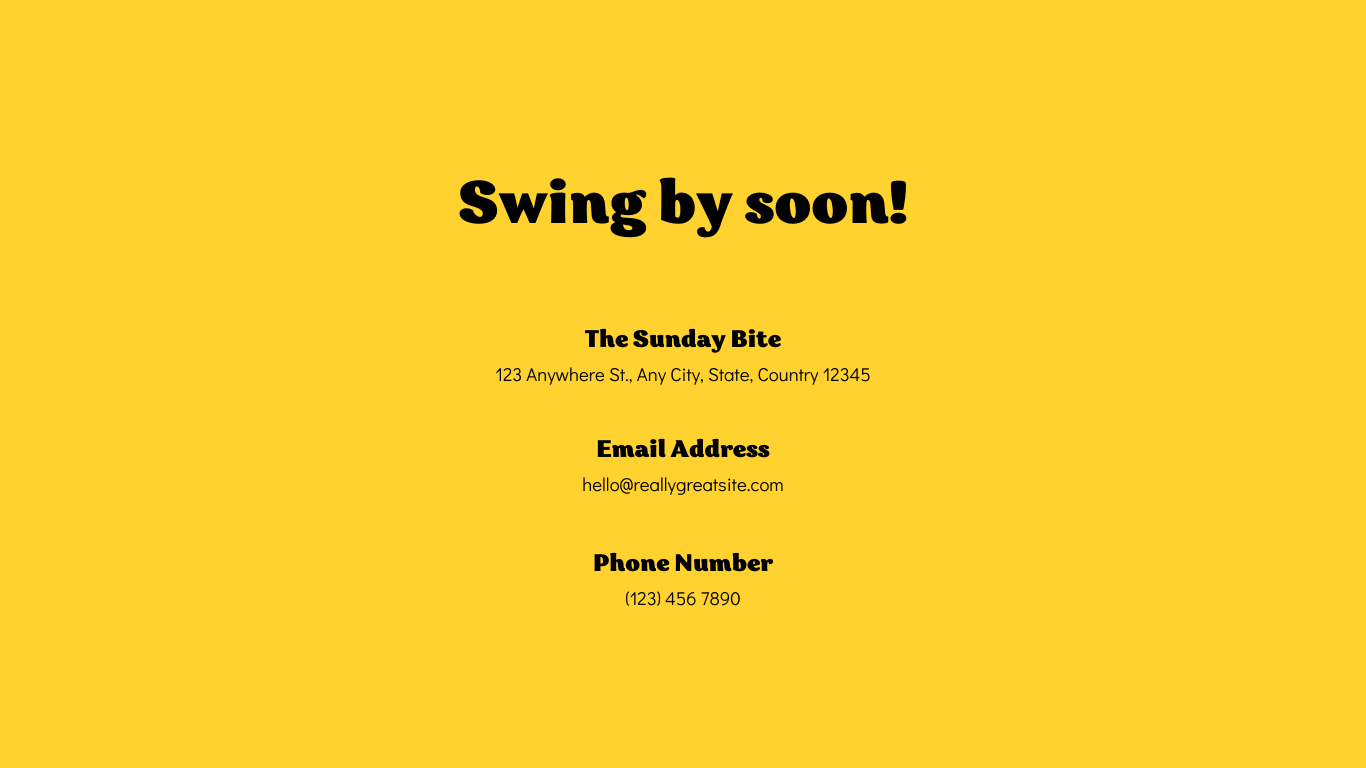 Swing by soon!
The Sunday Bite
123 Anywhere St., Any City, State, Country 12345
Email Address
hello@reallygreatsite.com
Phone Number
(123) 456 7890